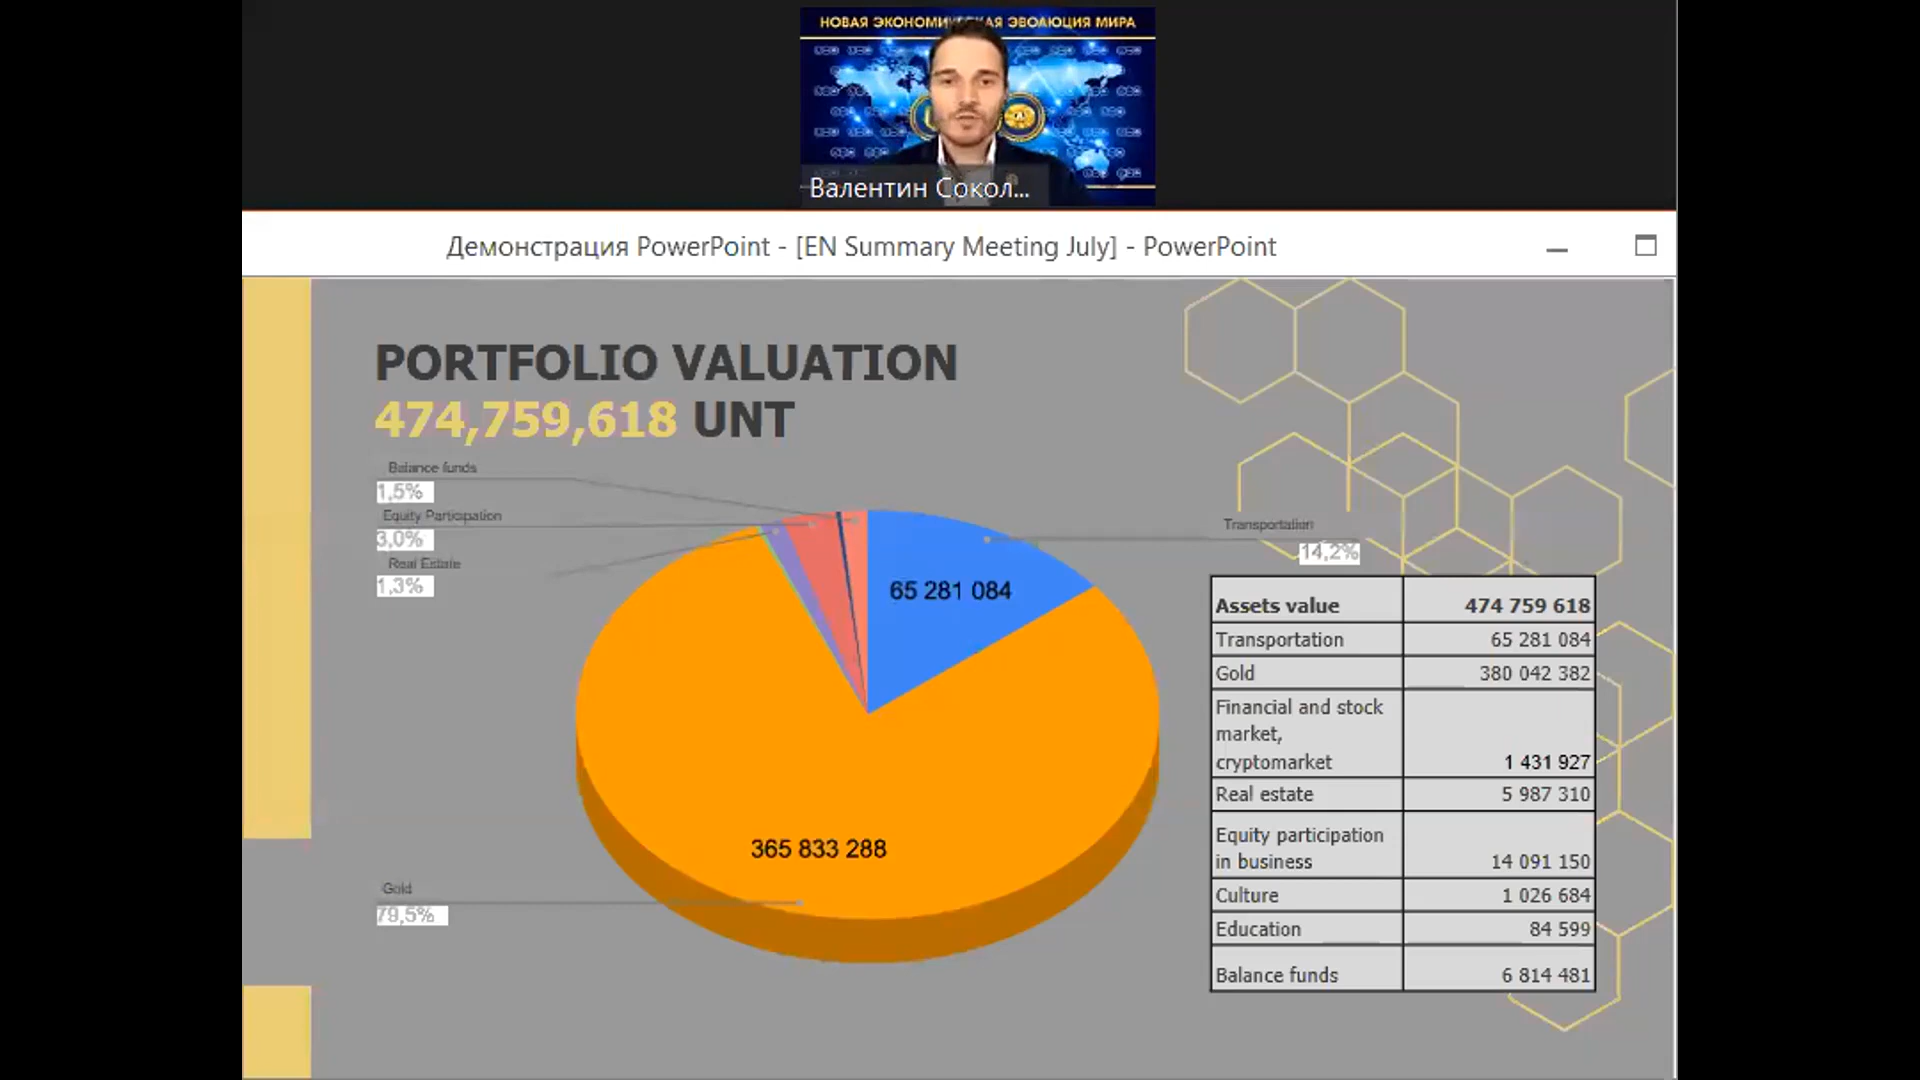 НОВАЯ ЭКОНОМИЧЕСКАЯ ЭВОЛЮЦИЯ МИРА
Валентин Сокол...
Демонстрация PowerPoint - [EN Summary Meeting July] - PowerPoint
PORTFOLIO VALUATION
474,759,618 UNT
Balance funds
1,5%
Equity Participation
3,0%
Real Estate
1,3%
Transportation
14,2%
65 281 084
365 833 288
Gold
79,5%
Assets value 474 759 618
Transportation 65 281 084
Gold 380 042 382
Financial and stock
market,
cryptomarket 1 431 927
Real estate 5 987 310
Equity participation
in business 14 091 150
Culture 1 026 684
Education 84 599
Balance funds 6 814 481